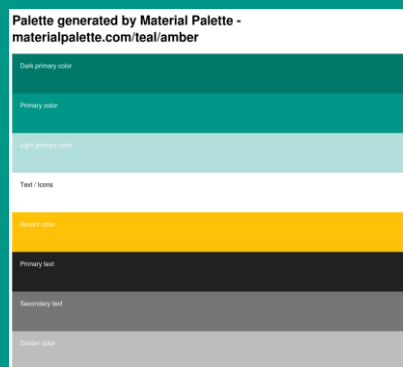 Palette generated by Material Palette -
materialpalette.com/teal/amber
Dark primary color
Primary color
Light primary color
Text / Icons
Accent color
Primary text
Secondary text
Divider color